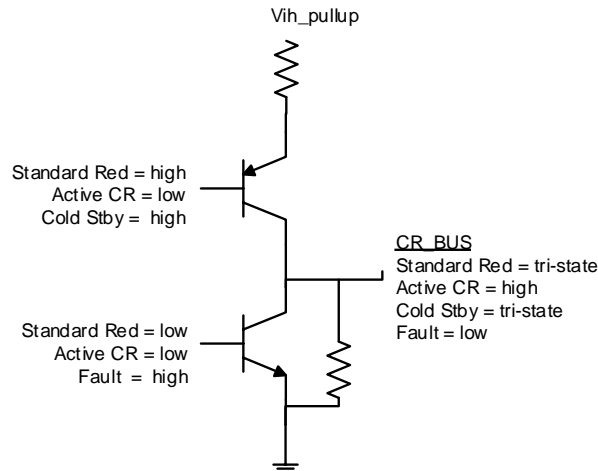 Vih_pullup
Standard Red = high
Active CR = low
Cold Stby = high
CR_BUS
Standard Red = tri-state
Active CR = high
Cold Stby = tri-state
Fault = low
Standard Red = low
Active CR = low
Fault = high